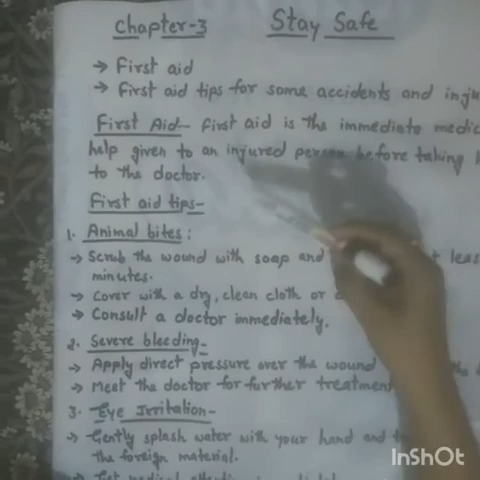 Chapter-3 Stay Safe
→ First aid
→ First aid tips for some accidents and
First Aid- First aid is the immediate
help given to an injured person before taking
to the doctor.
First aid tips-
1. Animal bites:
→ Scrub the wound with soap and
minutes.
→ Cover with a dry, clean cloth or
→ Consult a doctor immediately.
2. Severe bleeding-
→ Apply direct pressure over the wound
→ Meet the doctor for further treatment
3. Eye Irritation-
→ Gently splash water with your hand and
the foreign material.
InShOt